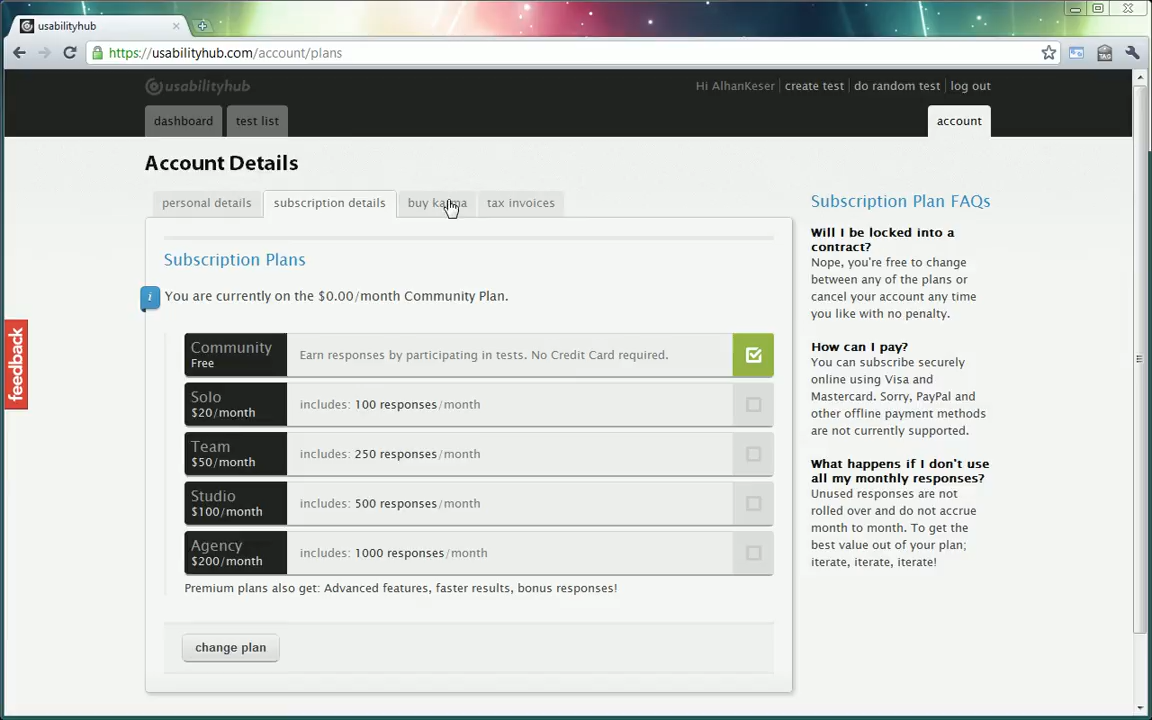 usabilityhub
https://usabilityhub.com/account/plans
TAG
usabilityhub
Hi AlhanKeser create test do random test log out
dashboard test list account
Account Details
personal details subscription details buy karma tax invoices
Subscription Plans
i You are currently on the $0.00/month Community Plan.
Community
Free
Earn responses by participating in tests. No Credit Card required.
Solo
$20/month
includes: 100 responses/month
Team
$50/month
includes: 250 responses/month
Studio
$100/month
includes: 500 responses/month
Agency
$200/month
includes: 1000 responses/month
Premium plans also get: Advanced features, faster results, bonus responses!
change plan
feedback
Subscription Plan FAQs
Will I be locked into a
contract?
Nope, you're free to change
between any of the plans or
cancel your account any time
you like with no penalty.
How can I pay?
You can subscribe securely
online using Visa and
Mastercard. Sorry, PayPal and
other offline payment methods
are not currently supported.
What happens if I don't use
all my monthly responses?
Unused responses are not
rolled over and do not accrue
month to month. To get the
best value out of your plan;
iterate, iterate, iterate!